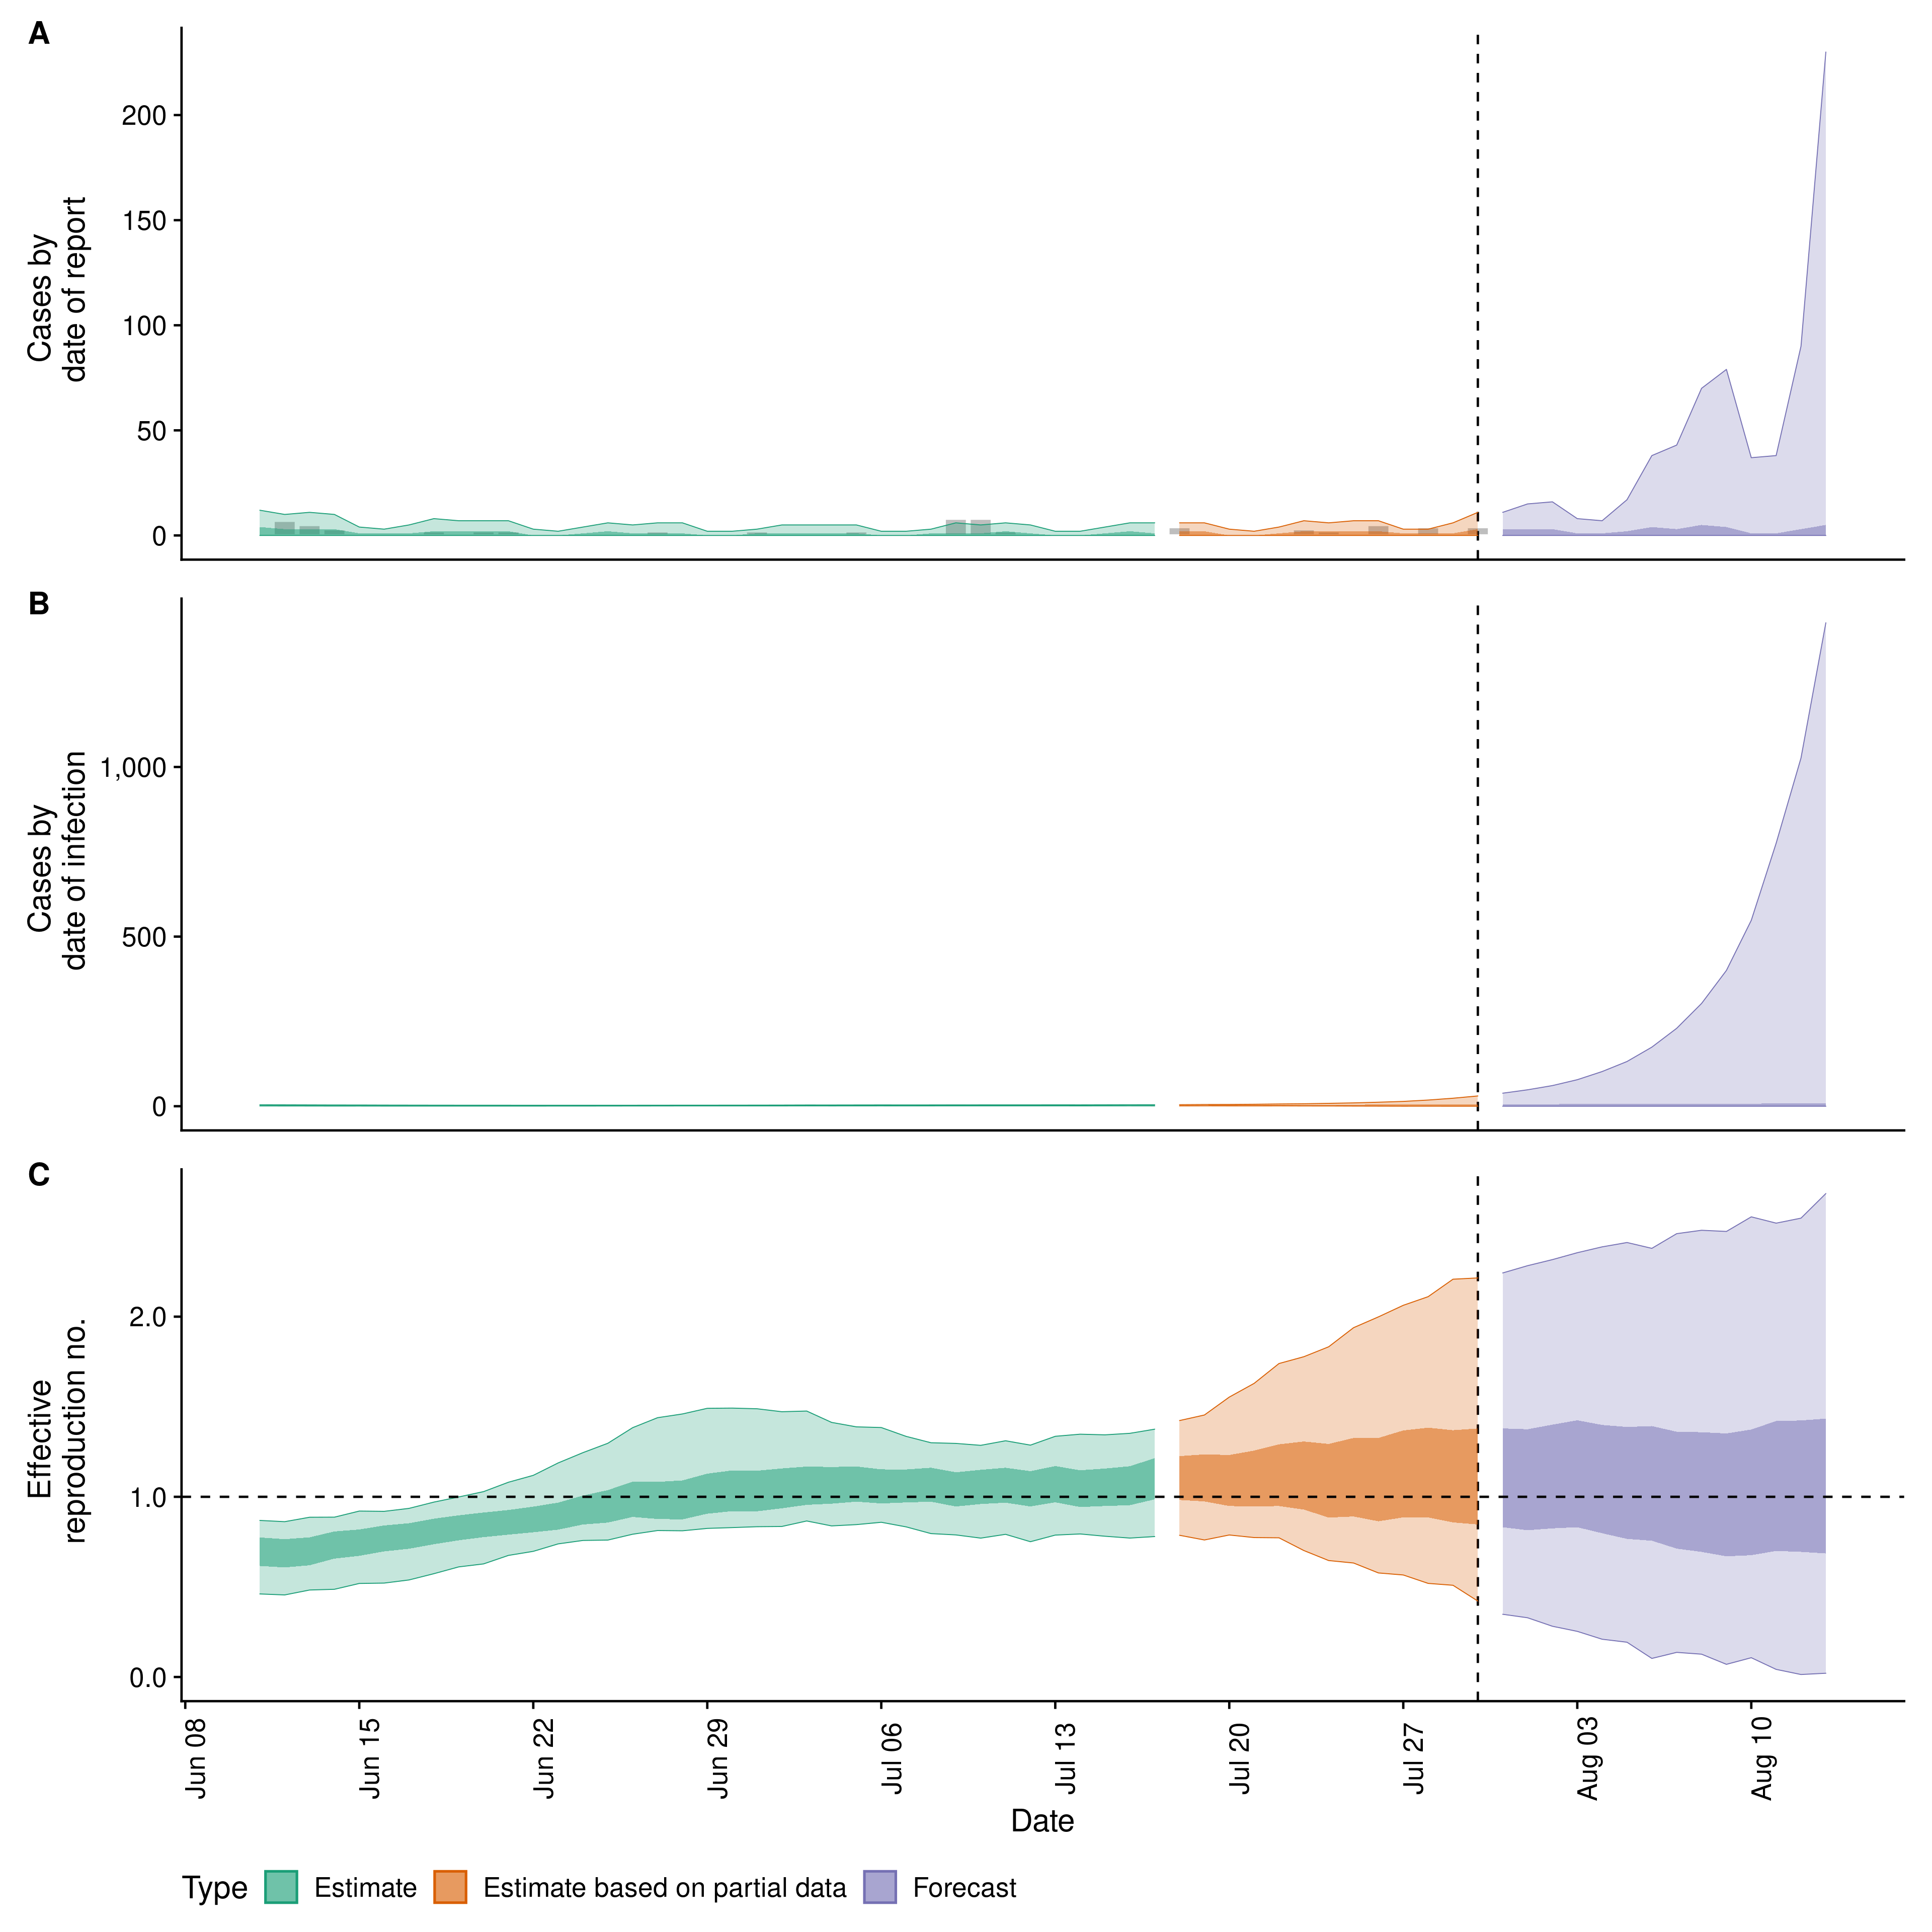 A
Cases by
date of report
200
150
100
50
0
B
Cases by
date of infection
1,000
500
0
C
Effective
reproduction no.
2.0
1.0
0.0
Jun 08
Jun 15
Jun 22
Jun 29
Jul 06
Jul 13
Jul 20
Jul 27
Aug 03
Aug 10
Date
Type Estimate Estimate based on partial data Forecast